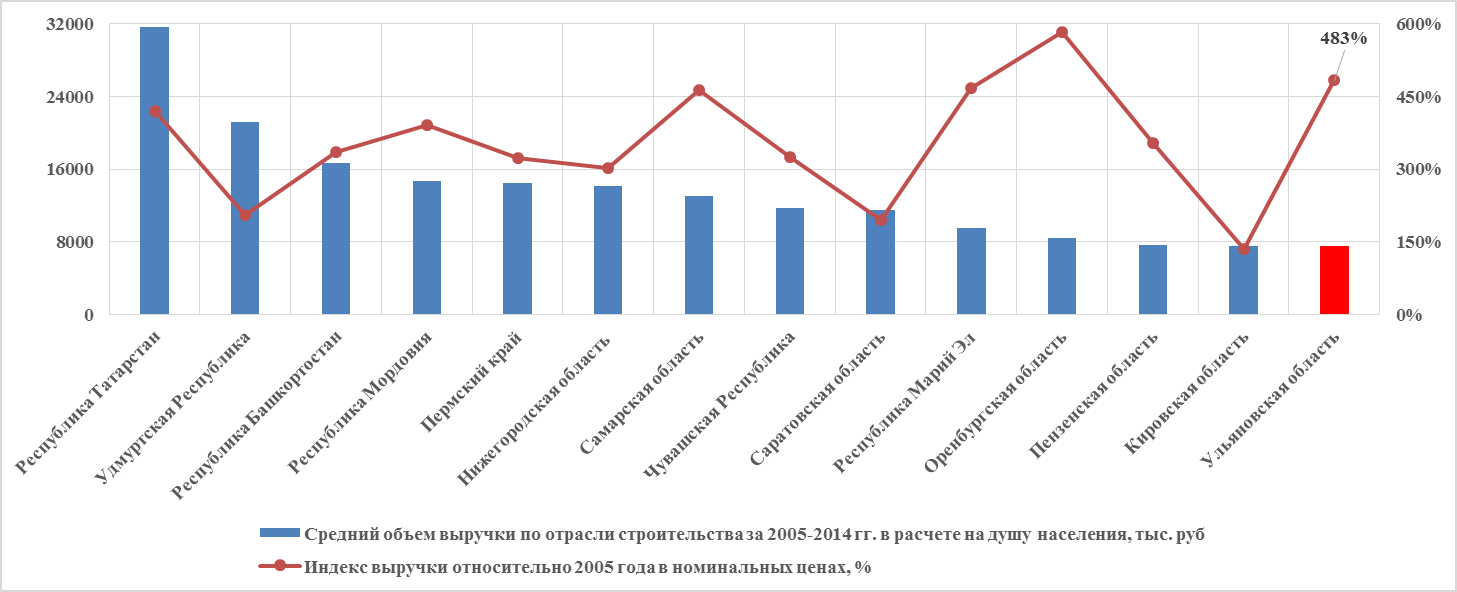 32000
24000
16000
8000
0
600%
450%
300%
150%
0%
483%
Республика Татарстан
Удмуртская Республика
Республика Башкортостан
Республика Мордовия
Пермский край
Нижегородская область
Самарская область
Чувашская Республика
Саратовская область
Республика Марий Эл
Оренбургская область
Пензенская область
Кировская область
Ульяновская область
Средний объем выручки по отрасли строительства за 2005-2014 гг. в расчете на душу населения, тыс. руб
Индекс выручки относительно 2005 года в номинальных ценах, %